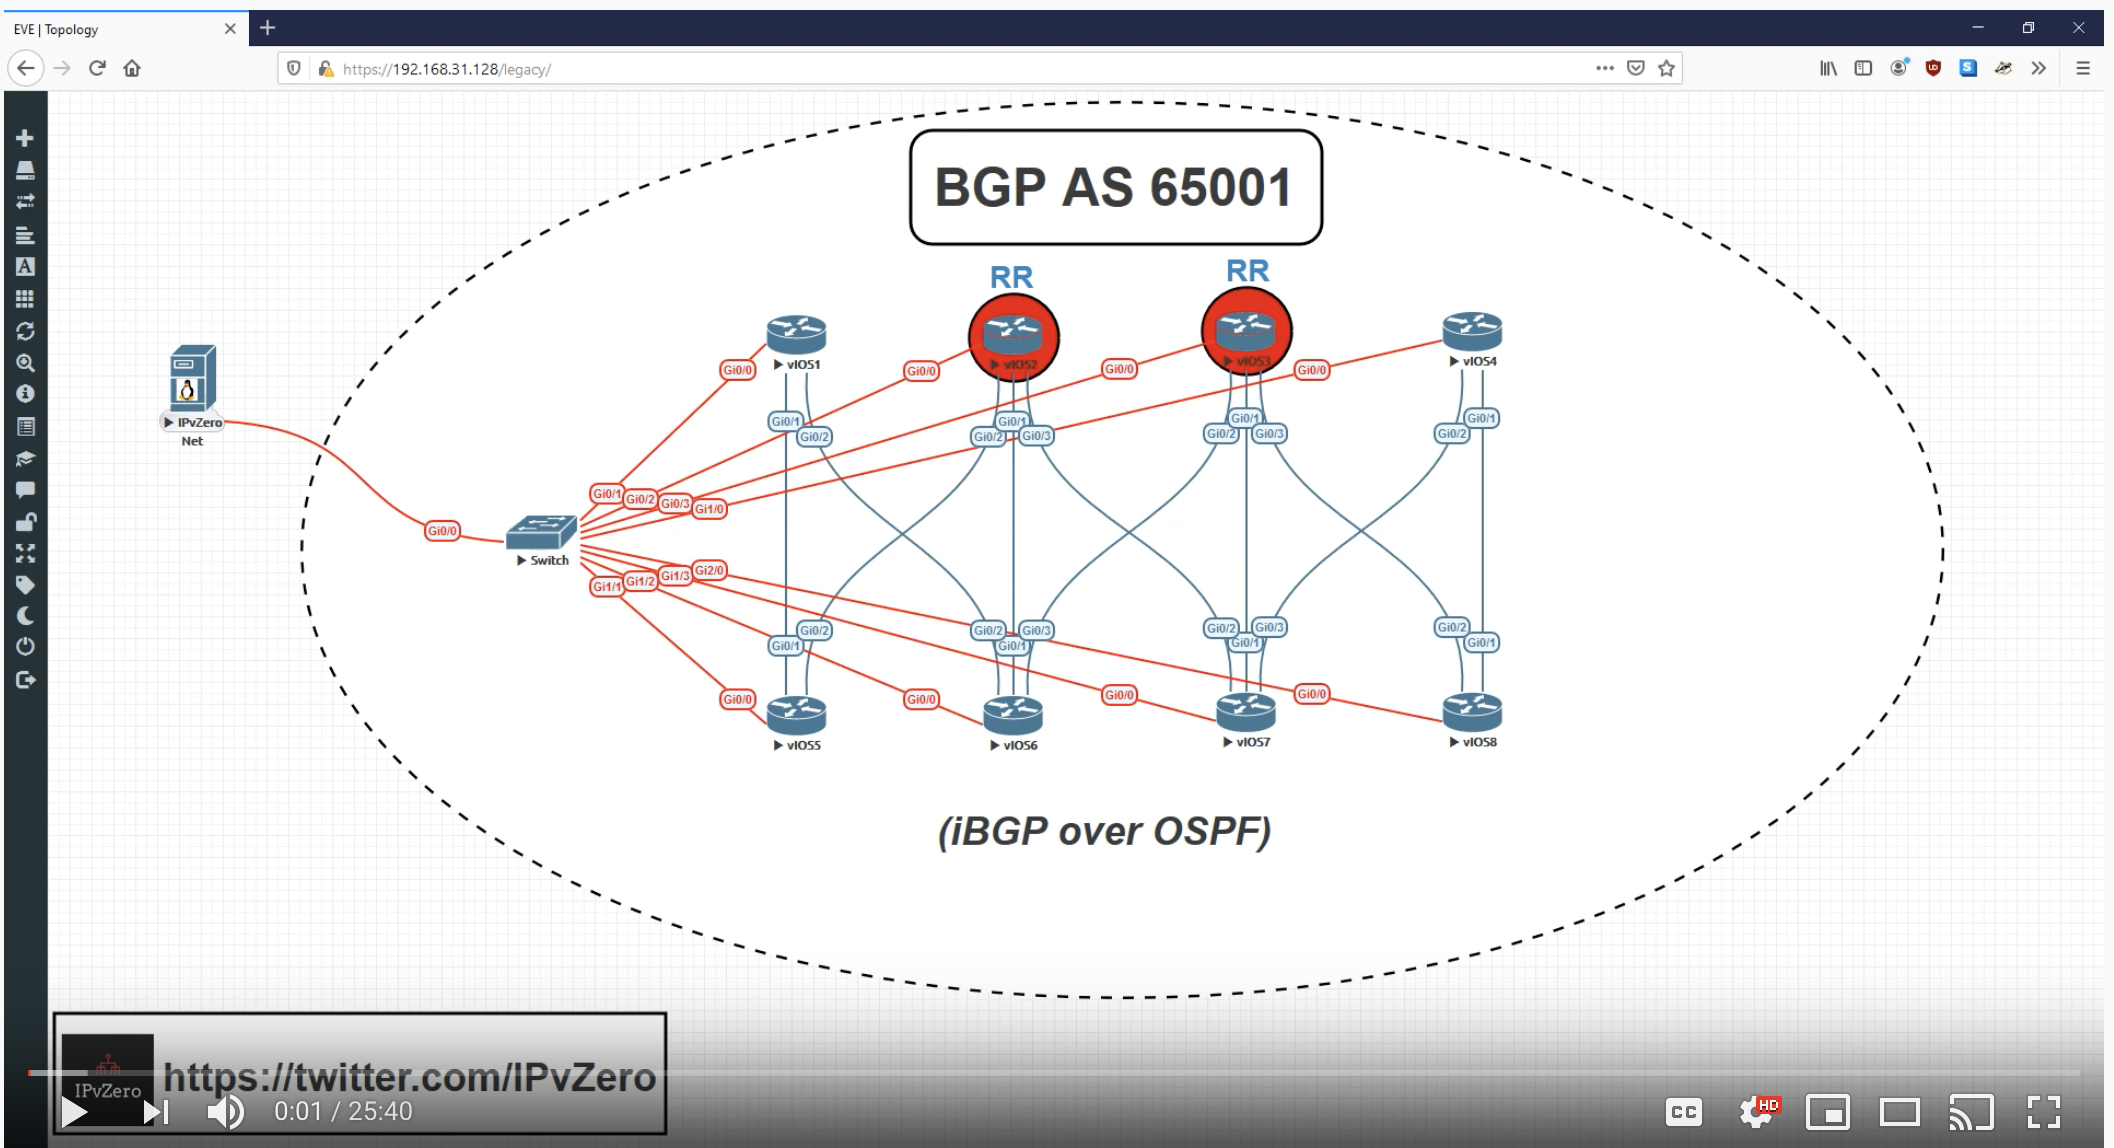 EVE | Topology
https://192.168.31.128/legacy/
BGP AS 65001
RR
RR
vIOS1
vIOS2
vIOS3
vIOS4
Gi0/0
Gi0/0
Gi0/0
Gi0/0
IPvZero
Net
Gi0/1
Gi0/2
Gi0/2
Gi0/1
Gi0/3
Gi0/2
Gi0/1
Gi0/3
Gi0/2
Gi0/1
Gi0/1
Gi0/2
Gi0/3
Gi1/0
Gi0/0
Switch
Gi1/1
Gi1/2
Gi1/3
Gi2/0
Gi0/1
Gi0/2
Gi0/2
Gi0/1
Gi0/3
Gi0/2
Gi0/1
Gi0/3
Gi0/2
Gi0/1
Gi0/0
Gi0/0
Gi0/0
Gi0/0
vIOS5
vIOS6
vIOS7
vIOS8
(iBGP over OSPF)
IPvZero
https://twitter.com/IPvZero
0:01 / 25:40
CC
HD